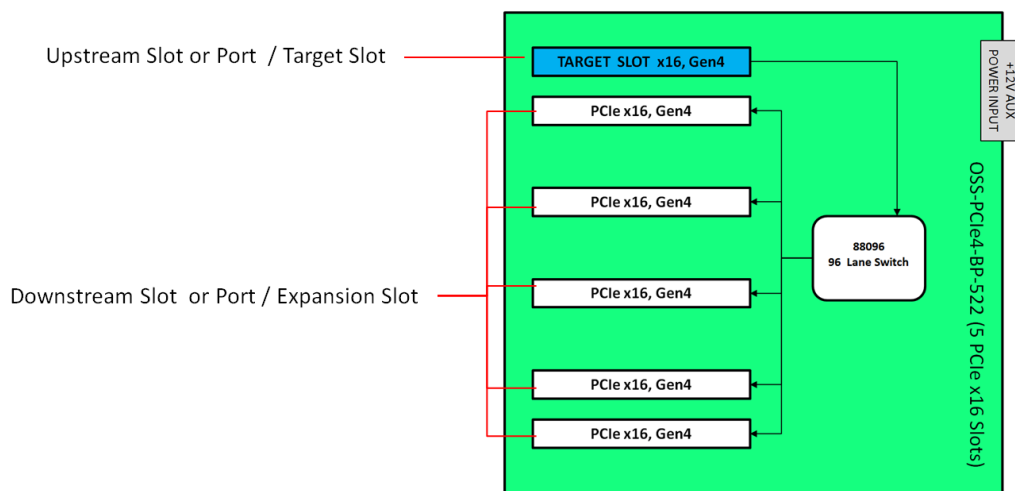 Upstream Slot or Port / Target Slot
TARGET SLOT x16, Gen4
PCIe x16, Gen4
PCIe x16, Gen4
88096
96 Lane Switch
Downstream Slot or Port / Expansion Slot
PCIe x16, Gen4
PCIe x16, Gen4
PCIe x16, Gen4
+12V AUX
POWER INPUT
OSS-PCIe4-BP-522 (5 PCIe x16 Slots)